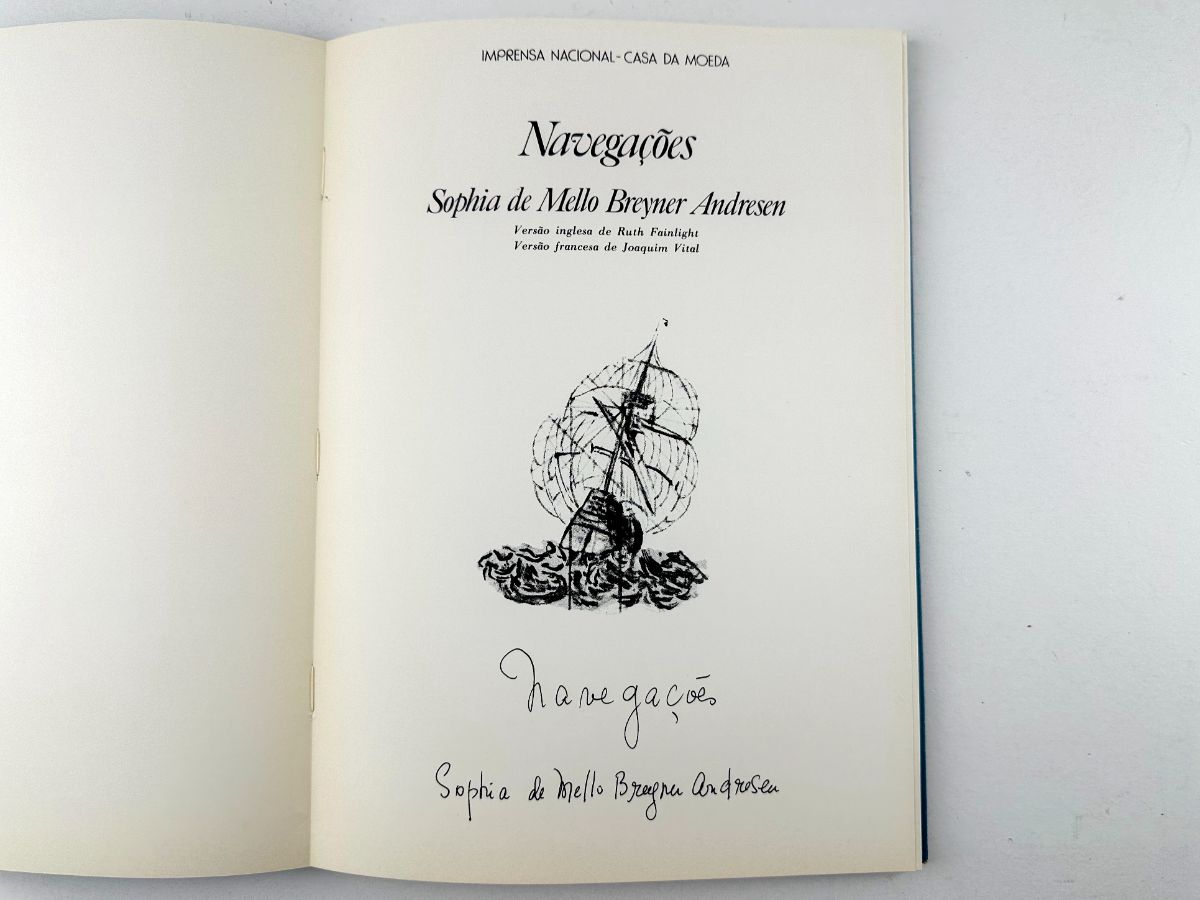 IMPRENSA NACIONAL - CASA DA MOEDA
Navegações
Sophia de Mello Breyner Andresen
Versão inglesa de Ruth Fainlight
Versão francesa de Joaquim Vital
Navegações
Sophia de Mello Breyner Andresen